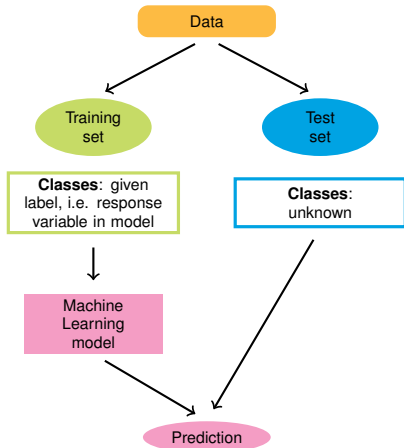 Data
Training
set
Test
set
Classes: given
label, i.e. response
variable in model
Classes:
unknown
Machine
Learning
model
Prediction